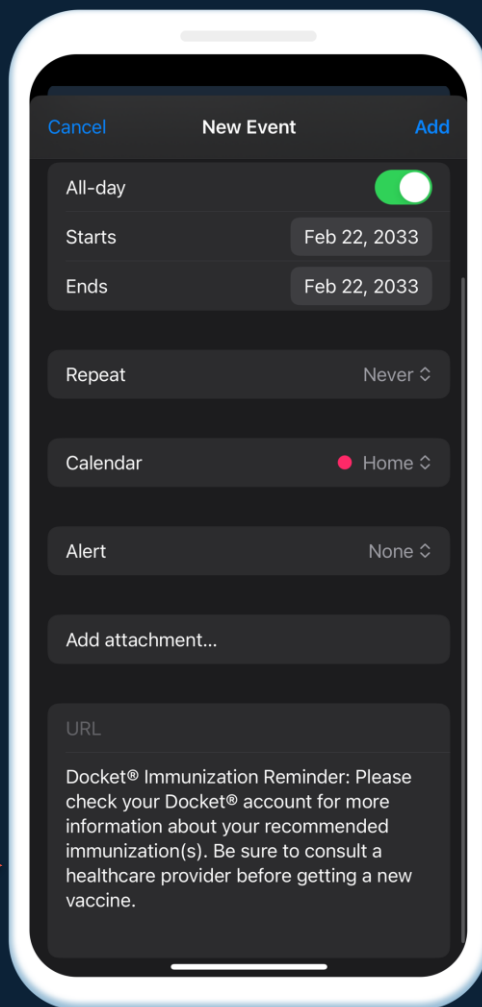 Cancel New Event Add
All-day
Starts Feb 22, 2033
Ends Feb 22, 2033
Repeat Never
Calendar Home
Alert None
Add attachment...
URL
Docket® Immunization Reminder: Please
check your Docket® account for more
information about your recommended
immunization(s). Be sure to consult a
healthcare provider before getting a new
vaccine.